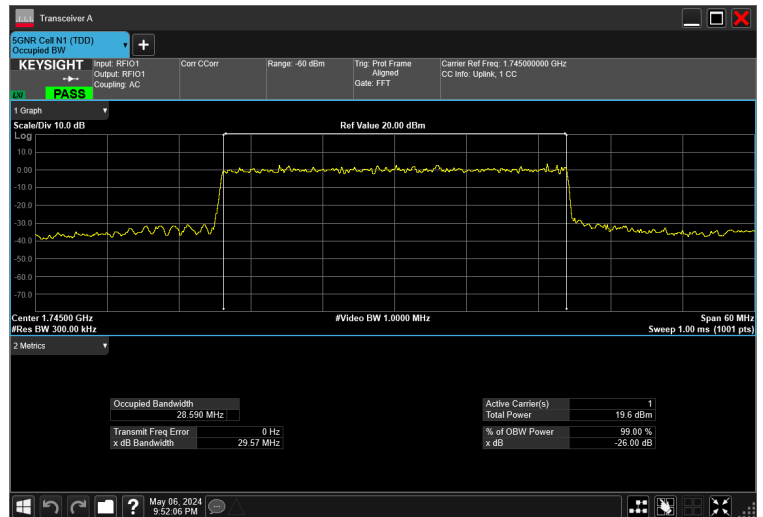 Transceiver A
5GNR Cell N1 (TDD)
Occupied BW
KEYSIGHT
LXI
PASS
Input: RFIO1
Output: RFIO1
Coupling: AC
Corr CCorr
Range: -60 dBm
Trig: Prot Frame
Aligned
Gate: FFT
Carrier Ref Freq: 1.745000000 GHz
CC Info: Uplink, 1 CC
1 Graph
Scale/Div 10.0 dB
Ref Value 20.00 dBm
Log
10.0
0.00
-10.0
-20.0
-30.0
-40.0
-50.0
-60.0
-70.0
Center 1.74500 GHz
#Video BW 1.0000 MHz
Span 60 MHz
#Res BW 300.00 kHz
Sweep 1.00 ms (1001 pts)
2 Metrics
Occupied Bandwidth
28.590 MHz
Transmit Freq Error 0 Hz
x dB Bandwidth 29.57 MHz
Active Carrier(s) 1
Total Power 19.6 dBm
% of OBW Power 99.00 %
x dB -26.00 dB
May 06, 2024
9:52:06 PM